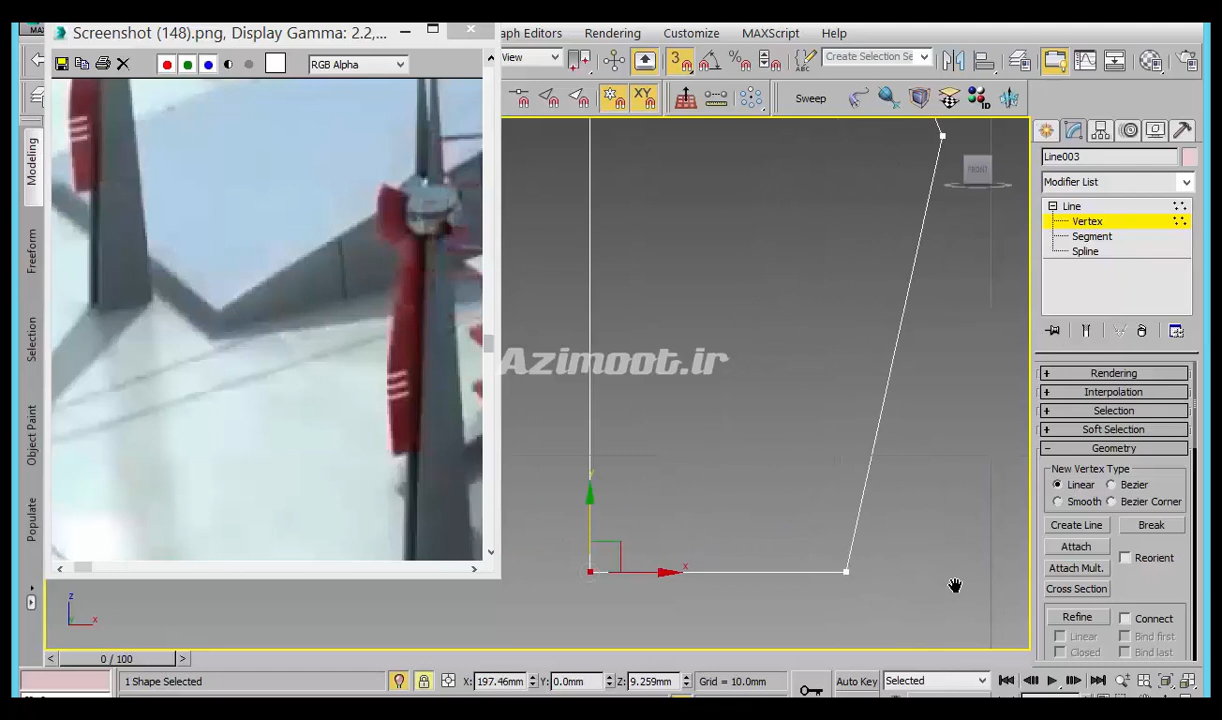 Screenshot (148).png, Display Gamma: 2.2,...
RGB Alpha
aph Editors Rendering Customize MAXScript Help
View
3
Create Selection Se
XY
Sweep
Modeling
Freeform
Selection
Object Paint
Populate
FRONT
Azimoot.ir
y
x
z
x
Line003
Modifier List
Line
Vertex
Segment
Spline
Rendering
Interpolation
Selection
Soft Selection
Geometry
New Vertex Type
Linear Bezier
Smooth Bezier Corner
Create Line Break
Attach Reorient
Attach Mult.
Cross Section
Refine Connect
Linear Bind first
Closed Bind last
0 / 100
1 Shape Selected
X: 197.46mm Y: 0.0mm Z: 9.259mm Grid = 10.0mm
Auto Key Selected